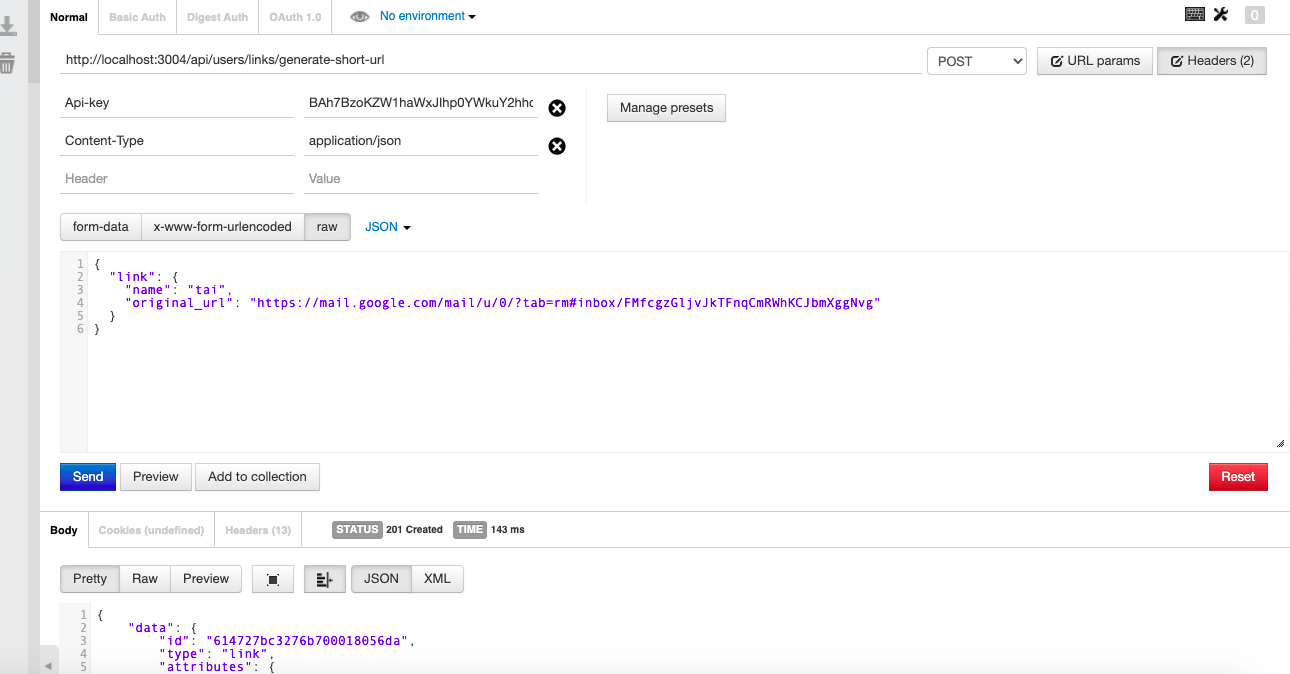 Normal Basic Auth Digest Auth OAuth 1.0 No environment 0
http://localhost:3004/api/users/links/generate-short-url POST URL params Headers (2)
Api-key BAh7BzoKZW1haWxJIhp0YWkuY2hhc Manage presets
Content-Type application/json
Header Value
form-data x-www-form-urlencoded raw JSON
1 {
2 "link": {
3 "name": "tai",
4 "original_url": "https://mail.google.com/mail/u/0/?tab=rm#inbox/FMfcgzGljvJkTFnqCmRWhKCJbmXggNvg"
5 }
6 }
Send Preview Add to collection Reset
Body Cookies (undefined) Headers (13) STATUS 201 Created TIME 143 ms
Pretty Raw Preview JSON XML
1 {
2 "data": {
3 "id": "614727bc3276b700018056da",
4 "type": "link",
5 "attributes": {